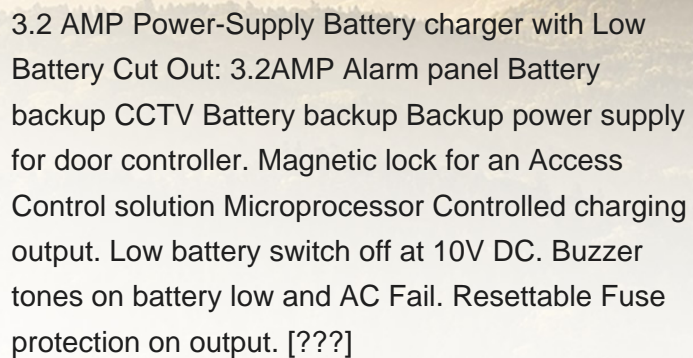 3.2 AMP Power-Supply Battery charger with Low
Battery Cut Out: 3.2AMP Alarm panel Battery
backup CCTV Battery backup Backup power supply
for door controller. Magnetic lock for an Access
Control solution Microprocessor Controlled charging
output. Low battery switch off at 10V DC. Buzzer
tones on battery low and AC Fail. Resettable Fuse
protection on output. [???]